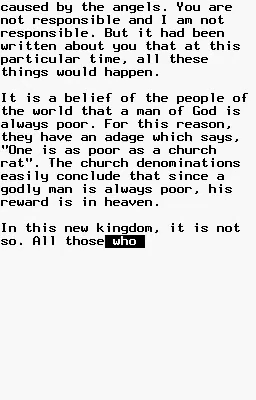 caused by the angels. You are
not responsible and I am not
responsible. But it had been
written about you that at this
particular time, all these
things would happen.

It is a belief of the people of
the world that a man of God is
always poor. For this reason,
they have an adage which says,
"One is as poor as a church
rat". The church denominations
easily conclude that since a
godly man is always poor, his
reward is in heaven.

In this new kingdom, it is not
so. All those who